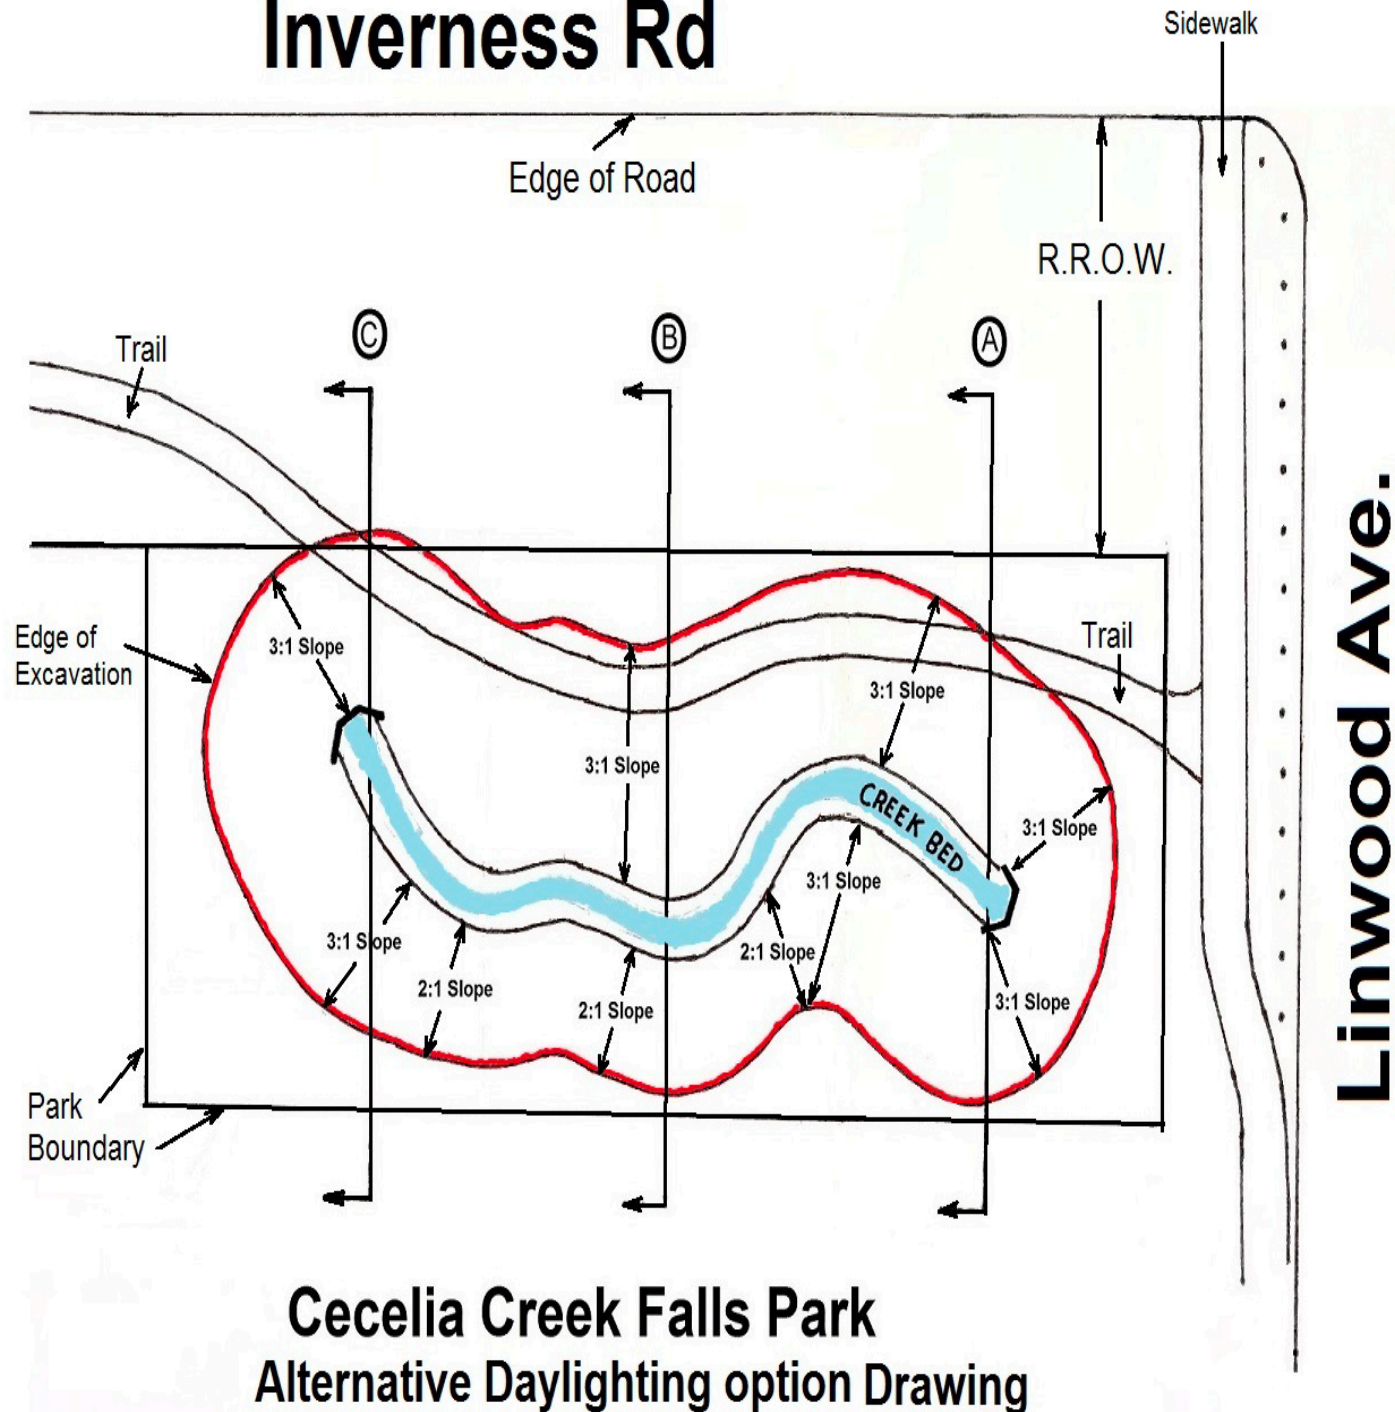 Inverness Rd
Sidewalk
Edge of Road
R.R.O.W.
C
B
A
Trail
Linwood Ave.
Edge of
Excavation
3:1 Slope
Trail
3:1 Slope
3:1 Slope
CREEK BED
3:1 Slope
3:1 Slope
3:1 Slope
2:1 Slope
2:1 Slope
2:1 Slope
3:1 Slope
Park
Boundary
Cecelia Creek Falls Park
Alternative Daylighting option Drawing